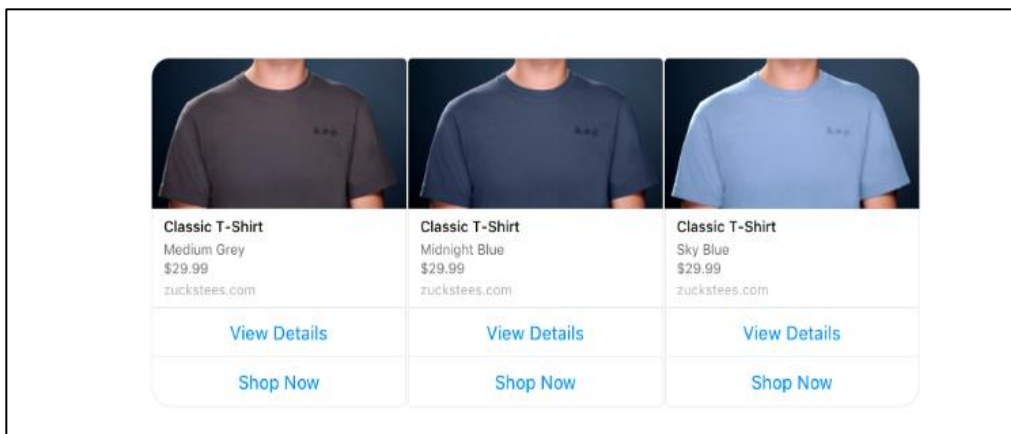 Classic T-Shirt
Medium Grey
$29.99
zuckstees.com
View Details
Shop Now
Classic T-Shirt
Midnight Blue
$29.99
zuckstees.com
View Details
Shop Now
Classic T-Shirt
Sky Blue
$29.99
zuckstees.com
View Details
Shop Now